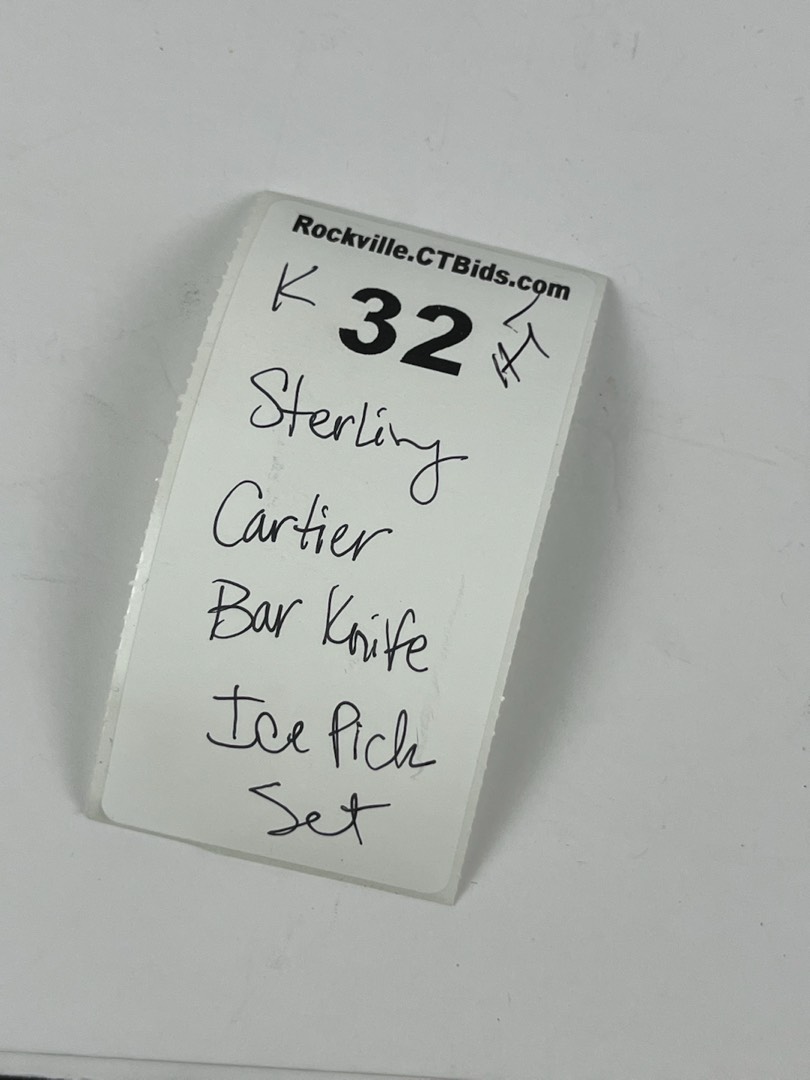 Rockville.CTBids.com
K 32
Sterling
Cartier
Bar Knife
Ice Pick
Set